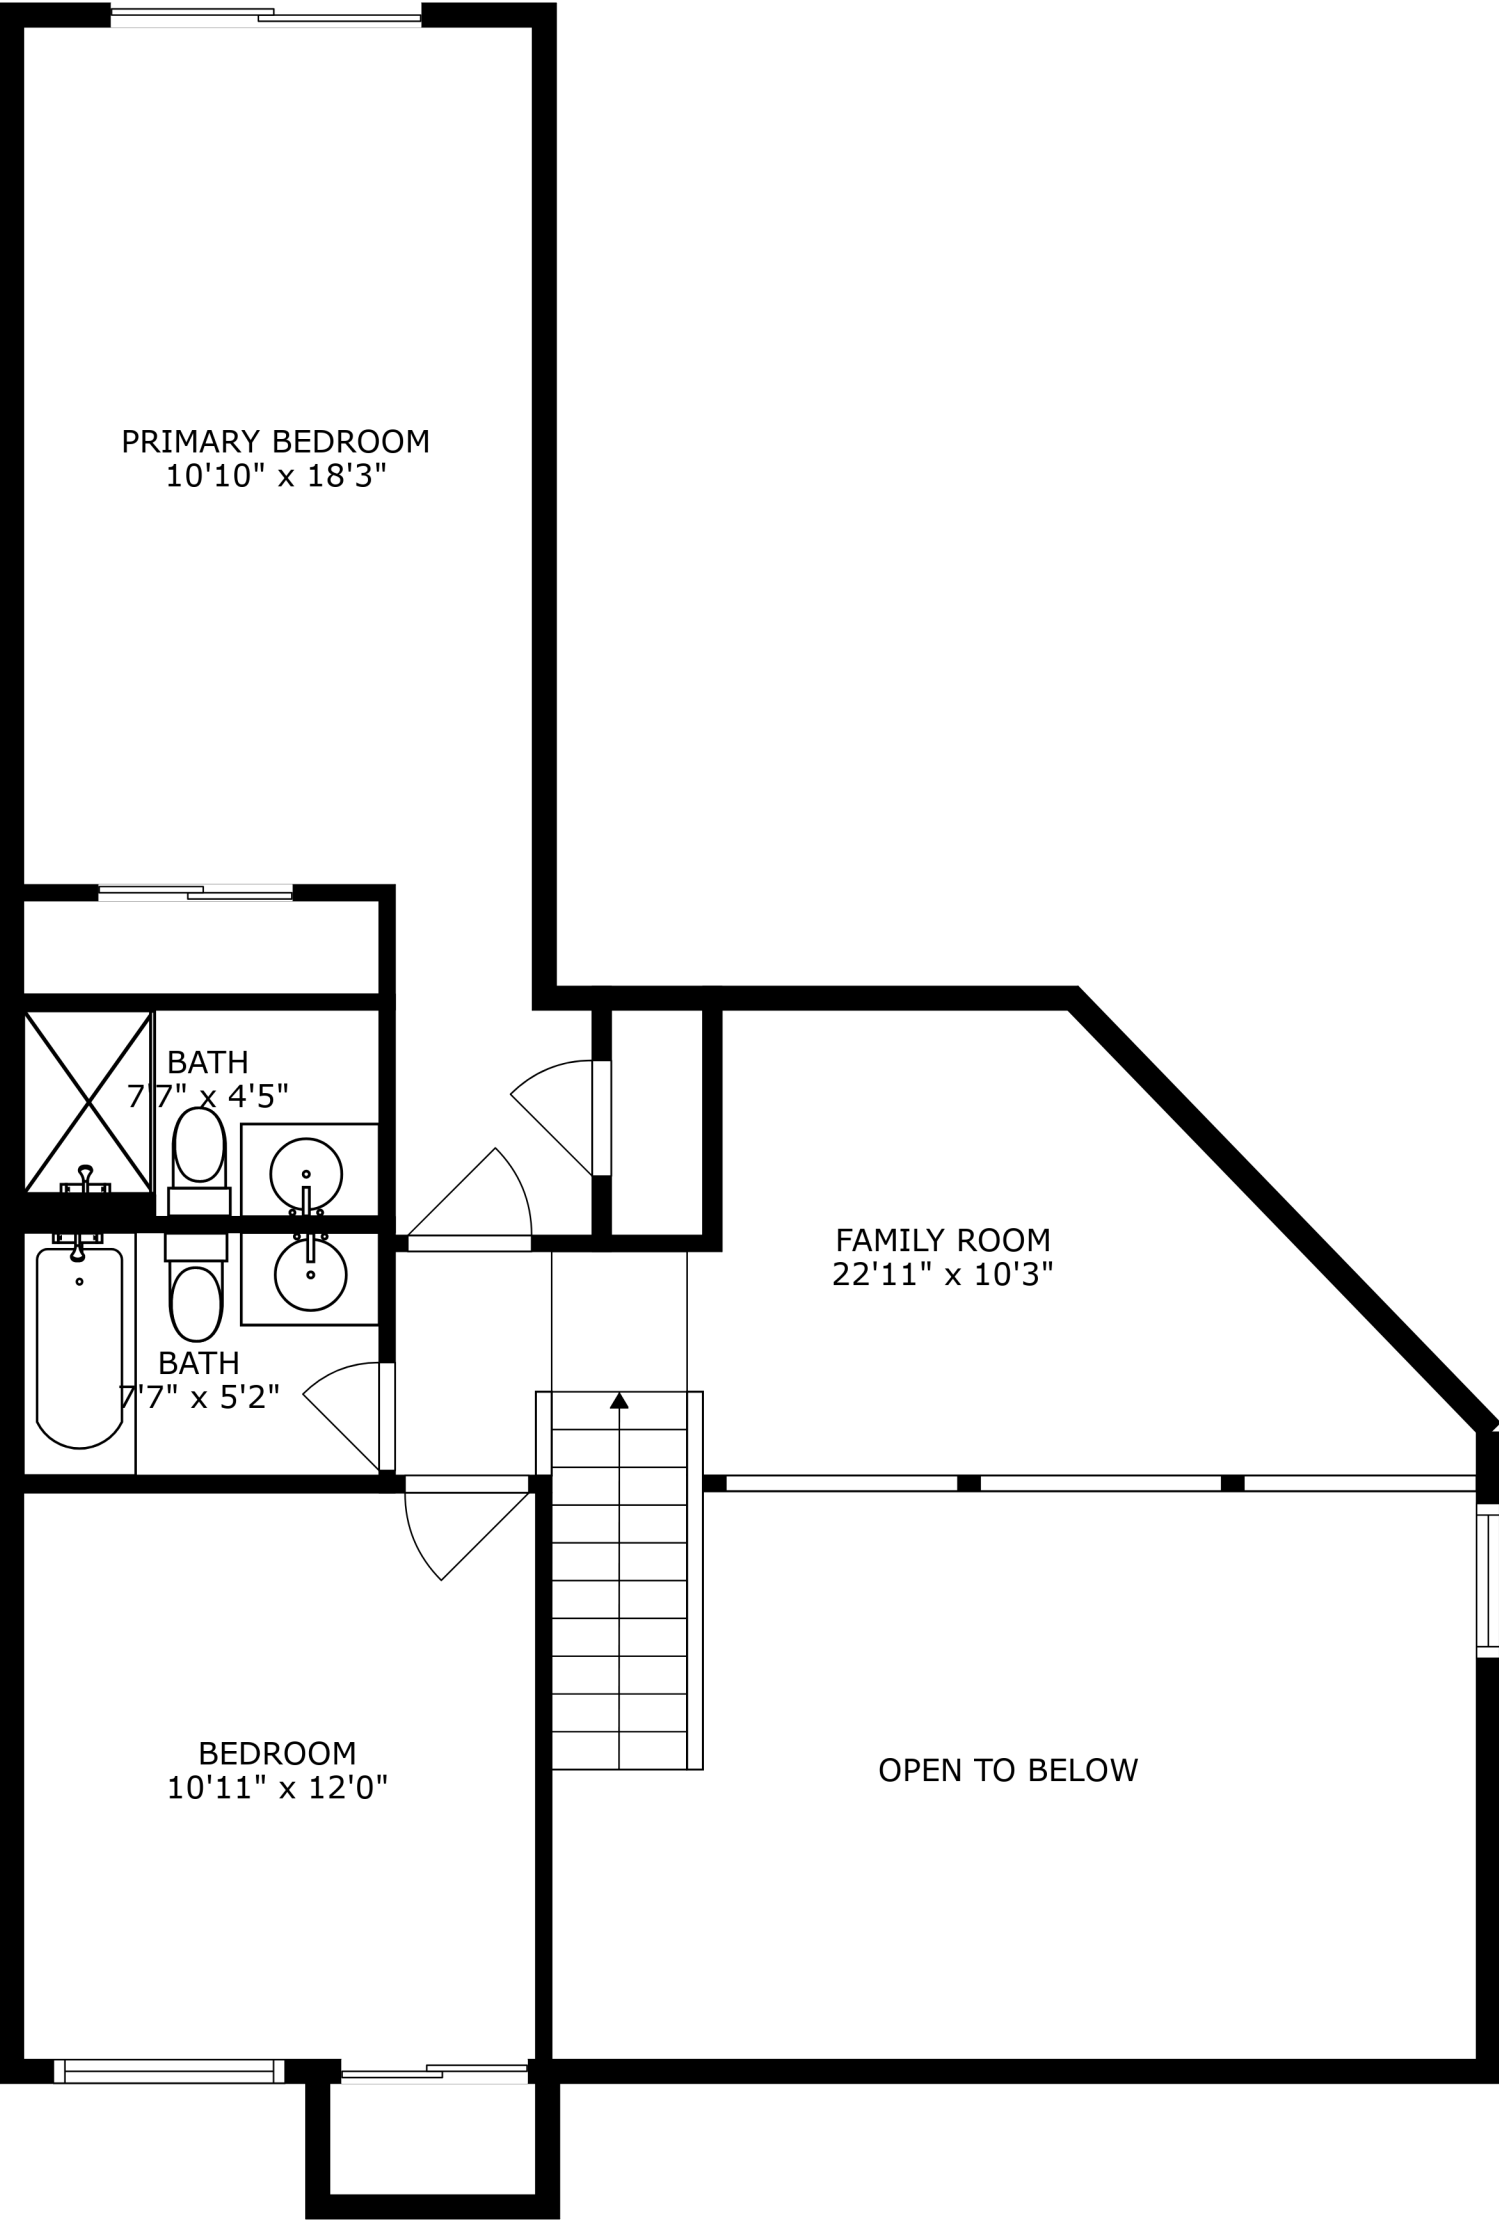 PRIMARY BEDROOM
10'10" x 18'3"
BATH
7'7" x 4'5"
FAMILY ROOM
22'11" x 10'3"
BATH
7'7" x 5'2"
BEDROOM
10'11" x 12'0"
OPEN TO BELOW